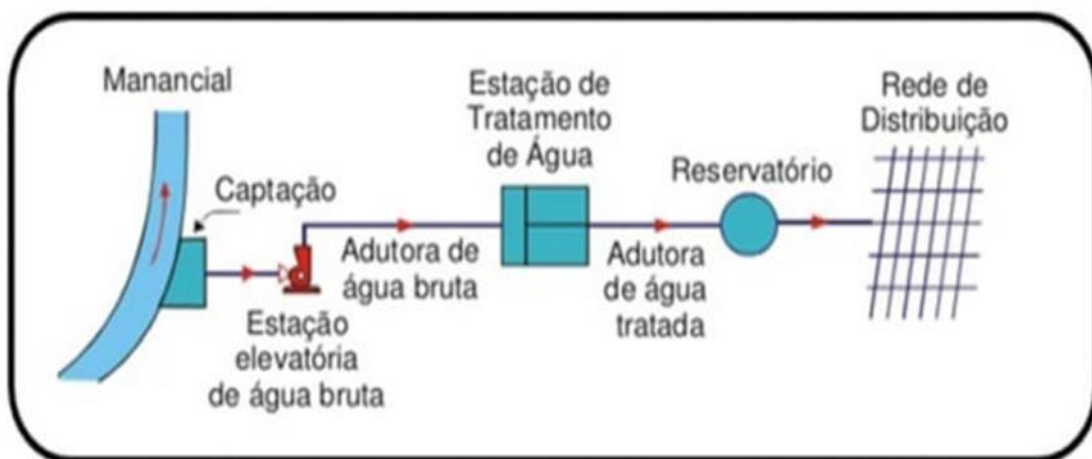 Manancial
Captação
Estação
elevatória
de água bruta
Adutora de
água bruta
Estação de
Tratamento
de Água
Adutora
de água
tratada
Reservatório
Rede de
Distribuição